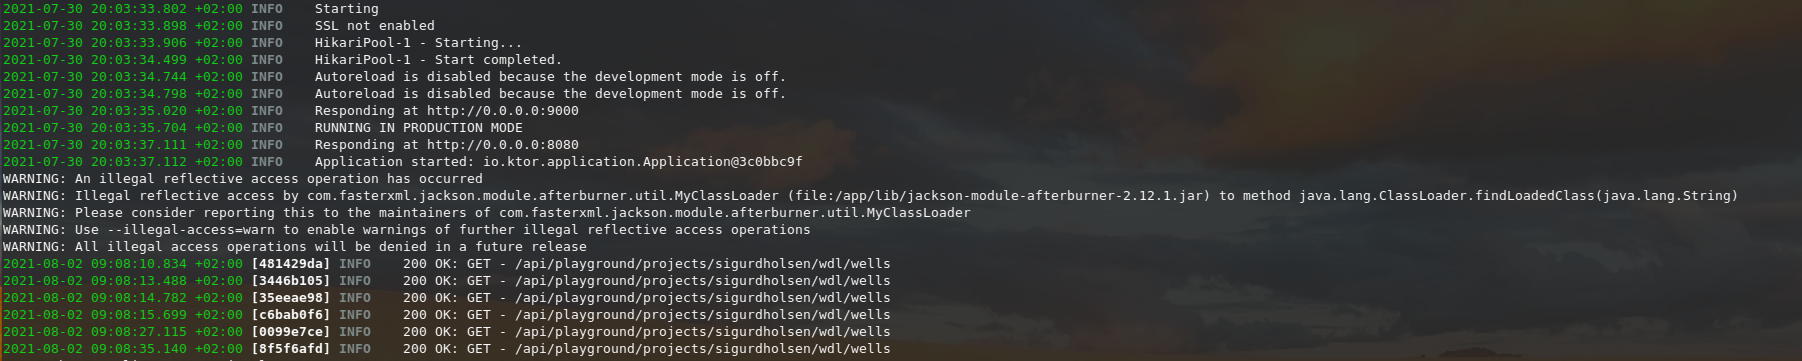 2021-07-30 20:03:33.802 +02:00 INFO    Starting
2021-07-30 20:03:33.898 +02:00 INFO    SSL not enabled
2021-07-30 20:03:33.906 +02:00 INFO    HikariPool-1 - Starting...
2021-07-30 20:03:34.499 +02:00 INFO    HikariPool-1 - Start completed.
2021-07-30 20:03:34.744 +02:00 INFO    Autoreload is disabled because the development mode is off.
2021-07-30 20:03:34.798 +02:00 INFO    Autoreload is disabled because the development mode is off.
2021-07-30 20:03:35.020 +02:00 INFO    Responding at http://0.0.0.0:9000
2021-07-30 20:03:35.704 +02:00 INFO    RUNNING IN PRODUCTION MODE
2021-07-30 20:03:37.111 +02:00 INFO    Responding at http://0.0.0.0:8080
2021-07-30 20:03:37.112 +02:00 INFO    Application started: io.ktor.application.Application@3c0bbc9f
WARNING: An illegal reflective access operation has occurred
WARNING: Illegal reflective access by com.fasterxml.jackson.module.afterburner.util.MyClassLoader (file:/app/lib/jackson-module-afterburner-2.12.1.jar) to method java.lang.ClassLoader.findLoadedClass(java.lang.String)
WARNING: Please consider reporting this to the maintainers of com.fasterxml.jackson.module.afterburner.util.MyClassLoader
WARNING: Use --illegal-access=warn to enable warnings of further illegal reflective access operations
WARNING: All illegal access operations will be denied in a future release
2021-08-02 09:08:10.834 +02:00 [481429da] INFO    200 OK: GET - /api/playground/projects/sigurdholsen/wdl/wells
2021-08-02 09:08:13.488 +02:00 [3446b105] INFO    200 OK: GET - /api/playground/projects/sigurdholsen/wdl/wells
2021-08-02 09:08:14.782 +02:00 [35eeae98] INFO    200 OK: GET - /api/playground/projects/sigurdholsen/wdl/wells
2021-08-02 09:08:15.699 +02:00 [c6bab0f6] INFO    200 OK: GET - /api/playground/projects/sigurdholsen/wdl/wells
2021-08-02 09:08:27.115 +02:00 [0099e7ce] INFO    200 OK: GET - /api/playground/projects/sigurdholsen/wdl/wells
2021-08-02 09:08:35.140 +02:00 [8f5f6afd] INFO    200 OK: GET - /api/playground/projects/sigurdholsen/wdl/wells